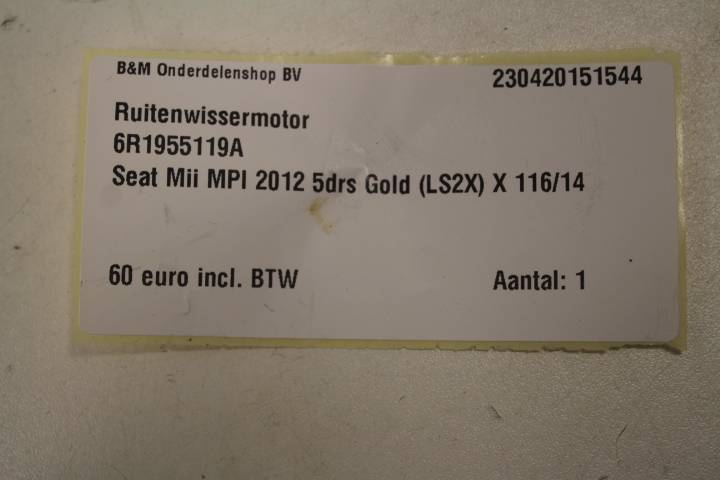 B&M Onderdelenshop BV 230420151544
Ruitenwissermotor
6R1955119A
Seat Mii MPI 2012 5drs Gold (LS2X) X 116/14
60 euro incl. BTW Aantal: 1